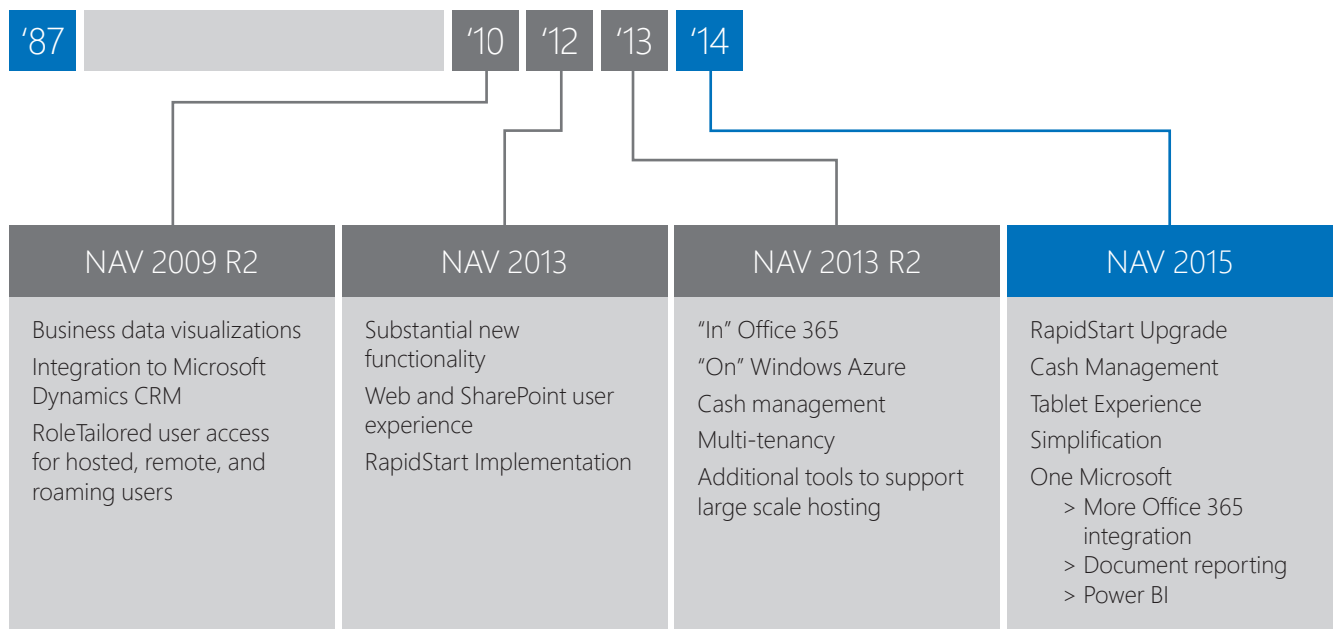 ‘87
‘10
‘12
‘13
‘14
NAV 2009 R2
Business data visualizations
Integration to Microsoft
Dynamics CRM
RoleTailored user access
for hosted, remote, and
roaming users
NAV 2013
Substantial new
functionality
Web and SharePoint user
experience
RapidStart Implementation
NAV 2013 R2
“In” Office 365
“On” Windows Azure
Cash management
Multi-tenancy
Additional tools to support
large scale hosting
NAV 2015
RapidStart Upgrade
Cash Management
Tablet Experience
Simplification
One Microsoft
> More Office 365
integration
> Document reporting
> Power BI